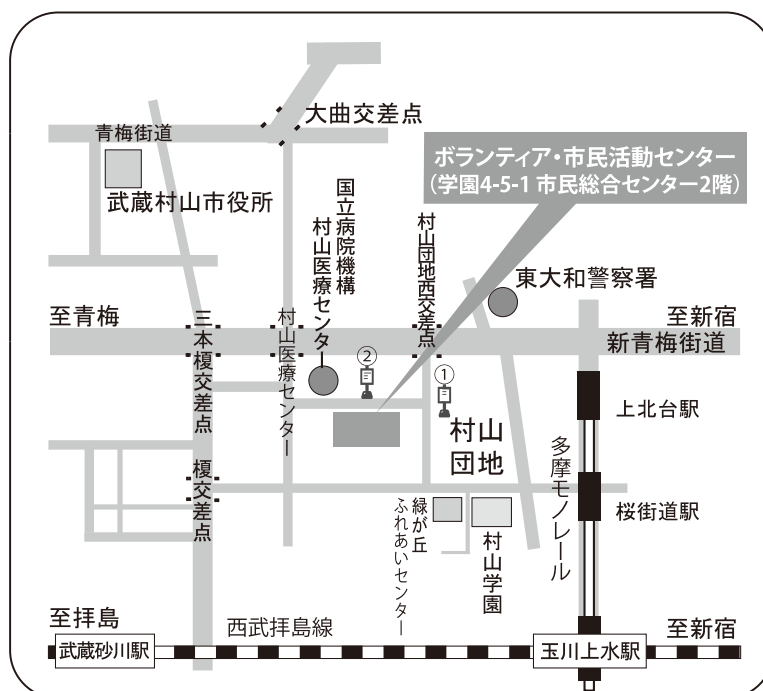 大曲交差点
青梅街道
武蔵村山市役所
ボランティア・市民活動センター
(学園4-5-1 市民総合センター2階)
国立病院機構
村山医療センター
村山団地西交差点
東大和警察署
至青梅
三本榎交差点
村山医療センター
至新宿
新青梅街道
②
①
上北台駅
村山
団地
多摩モノレール
榎交差点
桜街道駅
緑が丘
ふれあいセンター
村山学園
至拝島
西武拝島線
至新宿
武蔵砂川駅
玉川上水駅